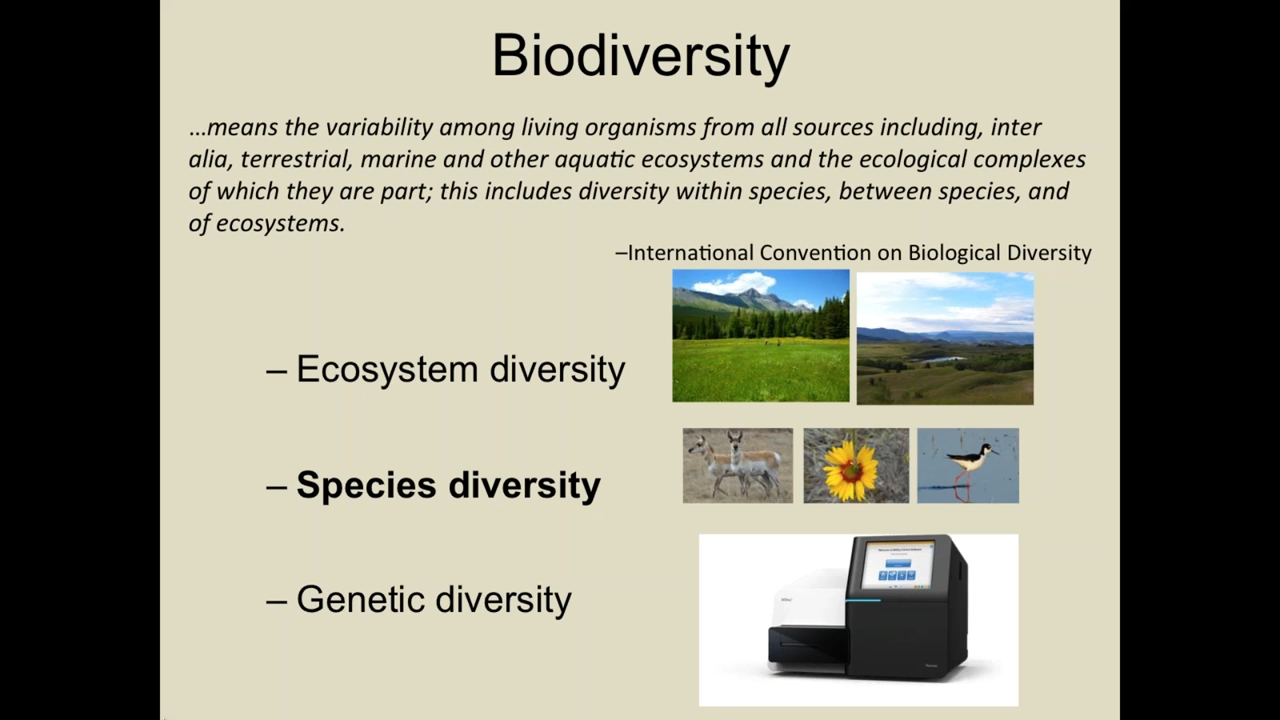 Biodiversity
…means the variability among living organisms from all sources including, inter
alia, terrestrial, marine and other aquatic ecosystems and the ecological complexes
of which they are part; this includes diversity within species, between species, and
of ecosystems.
–International Convention on Biological Diversity
– Ecosystem diversity
– Species diversity
– Genetic diversity